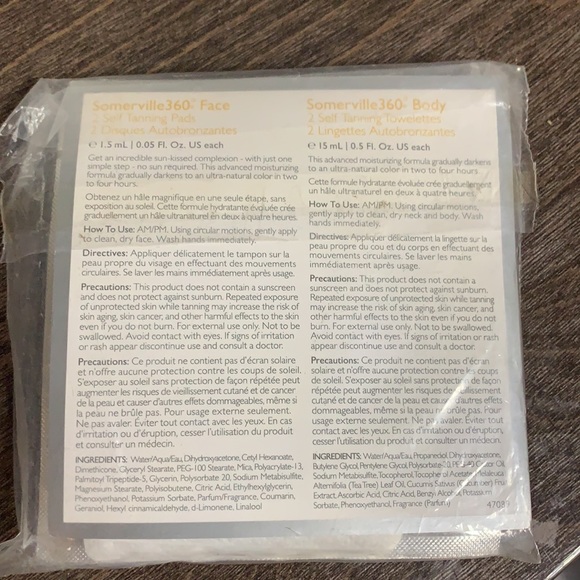 Somerville360 Face
2 Self Tanning Pads
2 Disques Autobronzantes
℮ 1.5 mL | 0.05 Fl. Oz. US each
Get an incredible sun-kissed complexion - with just one
simple step - no sun required. This advanced moisturizing
formula gradually darkens to an ultra-natural color in two
to four hours.
Obtenez un hâle magnifique en une seule étape, sans
exposition au soleil. Cette formule hydratante évoluée crée
graduellement un hâle ultranaturel en deux à quatre heures.
How To Use: AM/PM. Using circular motions, gently apply
to clean, dry face. Wash hands immediately.
Directives: Appliquer délicatement le tampon sur la
peau propre du visage en effectuant des mouvements
circulaires. Se laver les mains immédiatement après usage.
Precautions: This product does not contain a sunscreen
and does not protect against sunburn. Repeated exposure
of unprotected skin while tanning may increase the risk of
skin aging, skin cancer, and other harmful effects to the skin
even if you do not burn. For external use only. Not to be
swallowed. Avoid contact with eyes. If signs of irritation
or rash appear discontinue use and consult a doctor.
Précautions: Ce produit ne contient pas d'écran solaire
et n'offre aucune protection contre les coups de soleil.
S'exposer au soleil sans protection de façon répétée peut
augmenter les risques de vieillissement cutané et de cancer
de la peau et causer d'autres effets dommageables, même si
la peau ne brûle pas. Pour usage externe seulement.
Ne pas avaler. Éviter tout contact avec les yeux. En cas
d'irritation ou d'éruption, cesser l'utilisation du produit
et consulter un médecin.
INGREDIENTS: Water/Aqua/Eau, Dihydroxyacetone, Cetyl Hexanoate,
Dimethicone, Glyceryl Stearate, PEG-100 Stearate, Mica, Polyacrylate-13,
Palmitoyl Tripeptide-5, Glycerin, Polysorbate 20, Sodium Metabisulfite,
Magnesium Stearate, Polyisobutene, Citric Acid, Ethylhexylglycerin,
Phenoxyethanol, Potassium Sorbate, Parfum/Fragrance, Coumarin,
Geraniol, Hexyl cinnamaldehyde, d-Limonene, Linalool
Somerville360 Body
2 Self Tanning Towelettes
2 Lingettes Autobronzantes
℮ 15 mL | 0.5 Fl. Oz. US each
This advanced moisturizing formula gradually darkens
to an ultra-natural color in two to four hours.
Cette formule hydratante évoluée crée graduellement
un hâle ultranaturel en deux à quatre heures.
How To Use: AM/PM. Using circular motions, gently
apply to clean, dry neck and body. Wash
hands immediately.
Directives: Appliquer délicatement la lingette sur la
peau propre du cou et du corps en effectuant des
mouvements circulaires. Se laver les mains
immédiatement après usage.
Precautions: This product does not contain a
sunscreen and does not protect against sunburn.
Repeated exposure of unprotected skin while tanning
may increase the risk of skin aging, skin cancer, and
other harmful effects to the skin even if you do not
burn. For external use only. Not to be swallowed.
Avoid contact with eyes. If signs of irritation or rash
appear discontinue use and consult a doctor.
Précautions: Ce produit ne contient pas d'écran
solaire et n'offre aucune protection contre les coups
de soleil. S'exposer au soleil sans protection de façon
répétée peut augmenter les risques de vieillissement
cutané et de cancer de la peau et causer d'autres effets
dommageables, même si la peau ne brûle pas. Pour
usage externe seulement. Ne pas avaler. Éviter tout
contact avec les yeux. En cas d'irritation ou d'éruption,
cesser l'utilisation du produit et consulter un médecin.
INGREDIENTS: Water/Aqua/Eau, Propanediol, Dihydroxyacetone,
Butylene Glycol, Pentylene Glycol, Polysorbate 20, PEG-40 Castor Oil,
Sodium Metabisulfite, Tocopherol, Tocopherol Acetate, Melaleuca
Alternifolia (Tea Tree) Leaf Oil, Cucumis Sativus (Cucumber) Fruit
Extract, Ascorbic Acid, Citric Acid, Benzyl Alcohol, Potassium
Sorbate, Phenoxyethanol, Fragrance (Parfum)